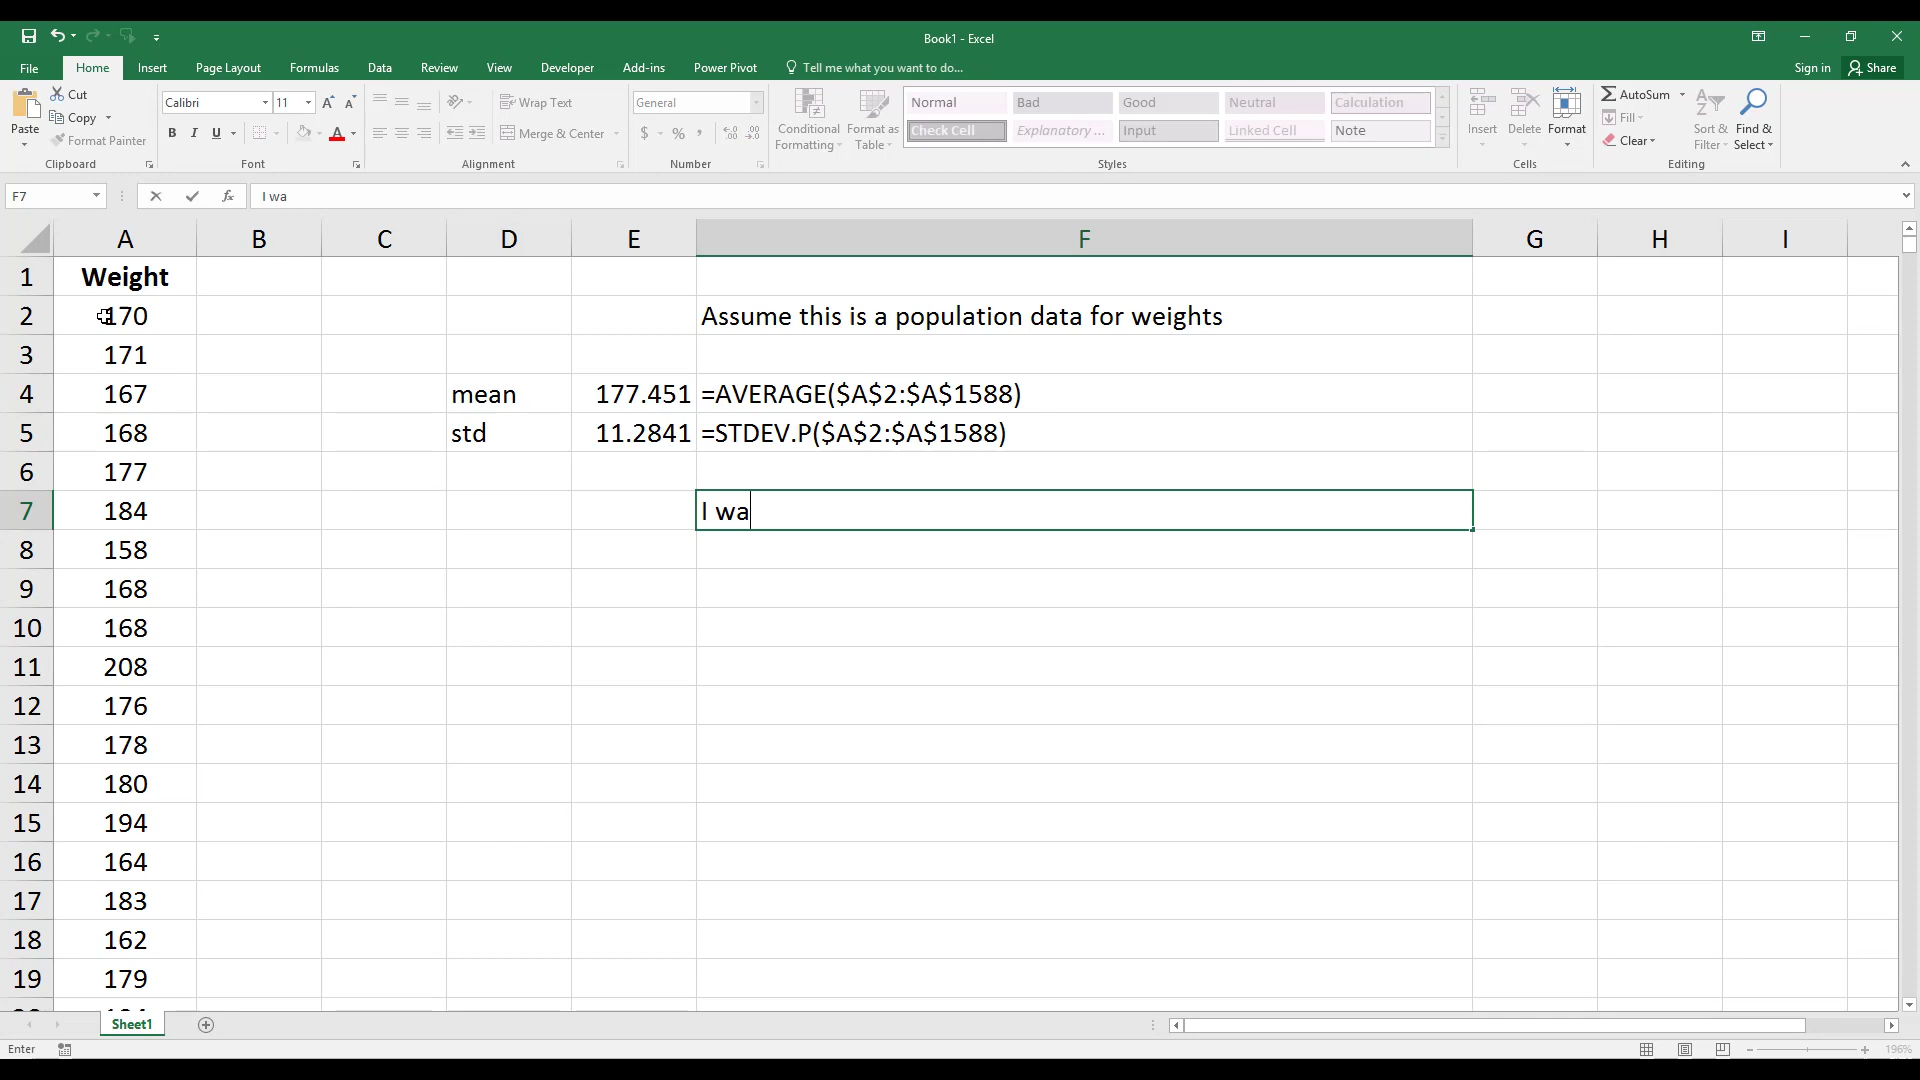 Book1 - Excel
File Home Insert Page Layout Formulas Data Review View Developer Add-ins Power Pivot Tell me what you want to do... Sign in Share
Paste
Cut
Copy
Format Painter
Clipboard
Calibri 11
B I U
Font
Wrap Text
Merge & Center
Alignment
General
$ %
Number
Conditional Formatting
Format as Table
Normal Bad Good Neutral Calculation
Check Cell Explanatory ... Input Linked Cell Note
Styles
Insert Delete Format
Cells
AutoSum
Fill
Clear
Sort & Filter
Find & Select
Editing
F7 fx I wa
A B C D E F G H I
1 Weight
2 170 Assume this is a population data for weights
3 171
4 167 mean 177.451 =AVERAGE($A$2:$A$1588)
5 168 std 11.2841 =STDEV.P($A$2:$A$1588)
6 177
7 184 I wa
8 158
9 168
10 168
11 208
12 176
13 178
14 180
15 194
16 164
17 183
18 162
19 179
Sheet1
Enter 196%